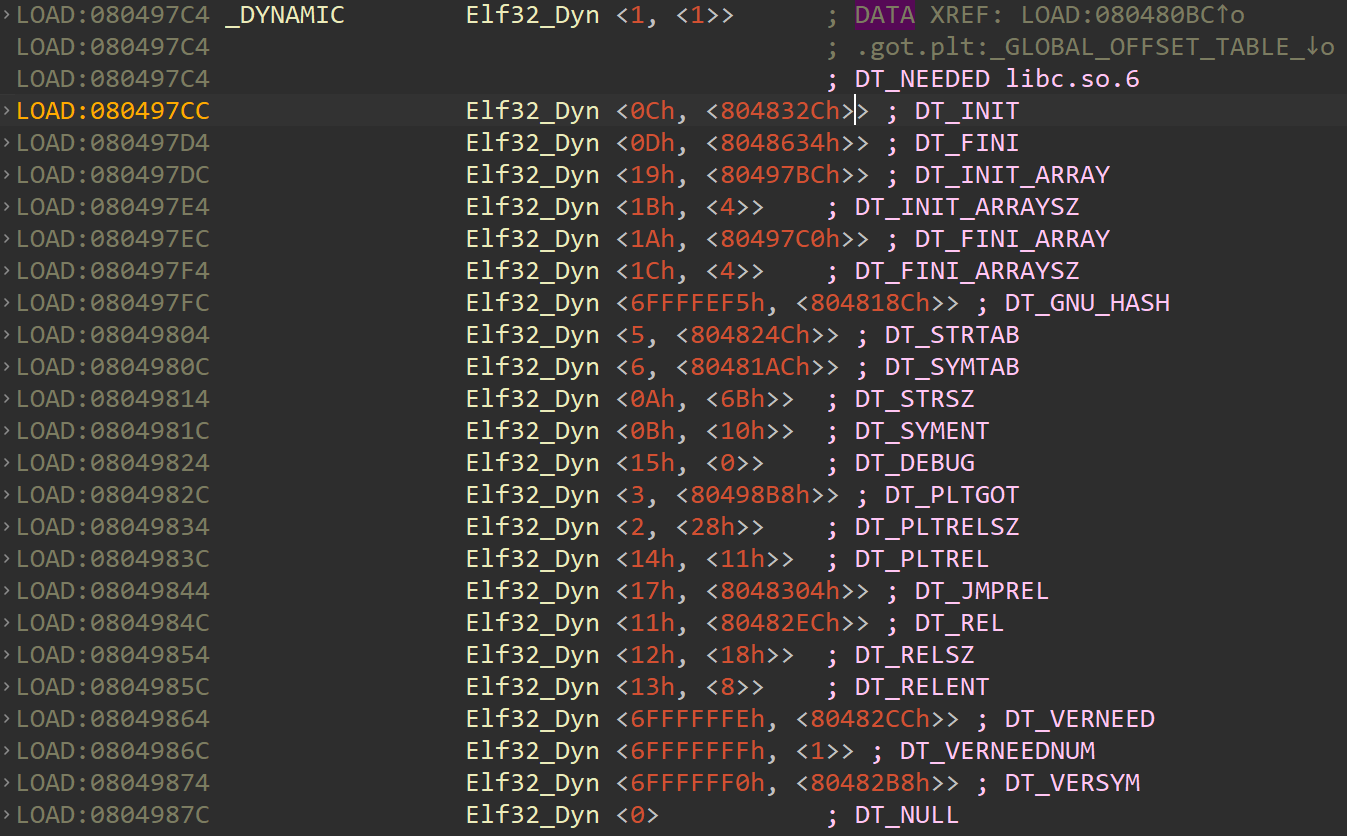 LOAD:080497C4 _DYNAMIC Elf32_Dyn <1, <1>> ; DATA XREF: LOAD:080480BC↑o
LOAD:080497C4 ; .got.plt:_GLOBAL_OFFSET_TABLE_↓o
LOAD:080497C4 ; DT_NEEDED libc.so.6
LOAD:080497CC Elf32_Dyn <0Ch, <804832Ch>> ; DT_INIT
LOAD:080497D4 Elf32_Dyn <0Dh, <8048634h>> ; DT_FINI
LOAD:080497DC Elf32_Dyn <19h, <80497BCh>> ; DT_INIT_ARRAY
LOAD:080497E4 Elf32_Dyn <1Bh, <4>> ; DT_INIT_ARRAYSZ
LOAD:080497EC Elf32_Dyn <1Ah, <80497C0h>> ; DT_FINI_ARRAY
LOAD:080497F4 Elf32_Dyn <1Ch, <4>> ; DT_FINI_ARRAYSZ
LOAD:080497FC Elf32_Dyn <6FFFFEF5h, <804818Ch>> ; DT_GNU_HASH
LOAD:08049804 Elf32_Dyn <5, <804824Ch>> ; DT_STRTAB
LOAD:0804980C Elf32_Dyn <6, <80481ACh>> ; DT_SYMTAB
LOAD:08049814 Elf32_Dyn <0Ah, <6Bh>> ; DT_STRSZ
LOAD:0804981C Elf32_Dyn <0Bh, <10h>> ; DT_SYMENT
LOAD:08049824 Elf32_Dyn <15h, <0>> ; DT_DEBUG
LOAD:0804982C Elf32_Dyn <3, <80498B8h>> ; DT_PLTGOT
LOAD:08049834 Elf32_Dyn <2, <28h>> ; DT_PLTRELSZ
LOAD:0804983C Elf32_Dyn <14h, <11h>> ; DT_PLTREL
LOAD:08049844 Elf32_Dyn <17h, <8048304h>> ; DT_JMPREL
LOAD:0804984C Elf32_Dyn <11h, <80482ECh>> ; DT_REL
LOAD:08049854 Elf32_Dyn <12h, <18h>> ; DT_RELSZ
LOAD:0804985C Elf32_Dyn <13h, <8>> ; DT_RELENT
LOAD:08049864 Elf32_Dyn <6FFFFFFEh, <80482CCh>> ; DT_VERNEED
LOAD:0804986C Elf32_Dyn <6FFFFFFFh, <1>> ; DT_VERNEEDNUM
LOAD:08049874 Elf32_Dyn <6FFFFFF0h, <80482B8h>> ; DT_VERSYM
LOAD:0804987C Elf32_Dyn <0> ; DT_NULL